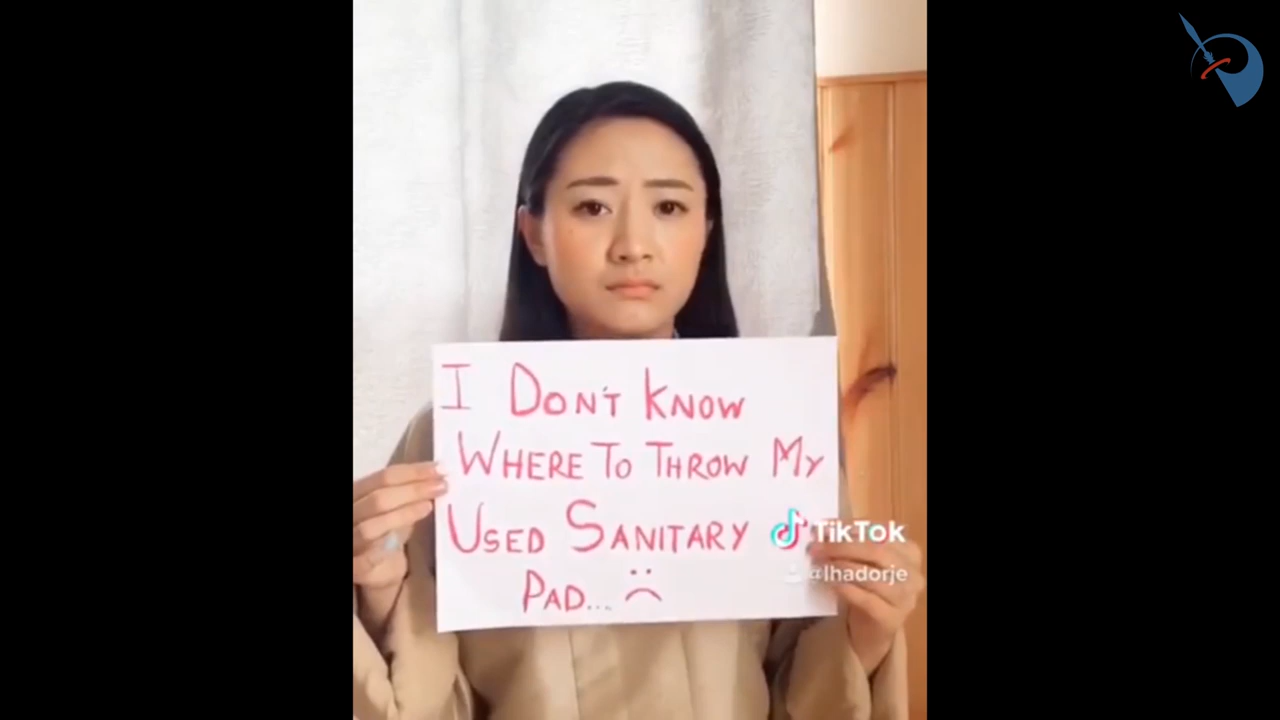 I DON'T KNOW
WHERE TO THROW MY
USED SANITARY
PAD... :(
TikTok
@lhadorje